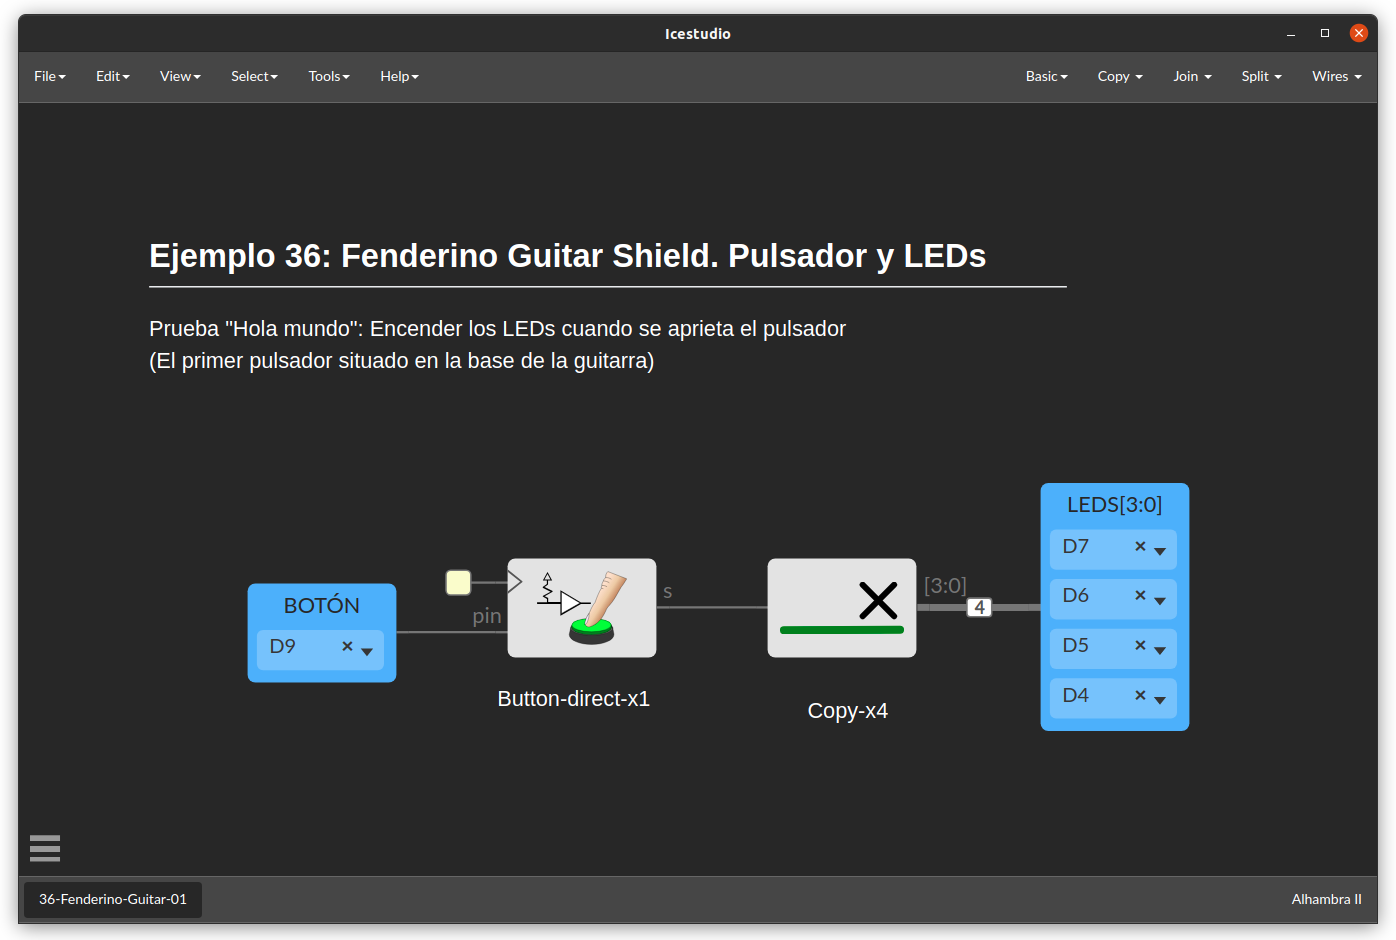 Icestudio
File Edit View Select Tools Help Basic Copy Join Split Wires
Ejemplo 36: Fenderino Guitar Shield. Pulsador y LEDs
Prueba "Hola mundo": Encender los LEDs cuando se aprieta el pulsador
(El primer pulsador situado en la base de la guitarra)
BOTÓN
D9
pin
s
Button-direct-x1
[3:0]
4
Copy-x4
LEDS[3:0]
D7
D6
D5
D4
36-Fenderino-Guitar-01
Alhambra II